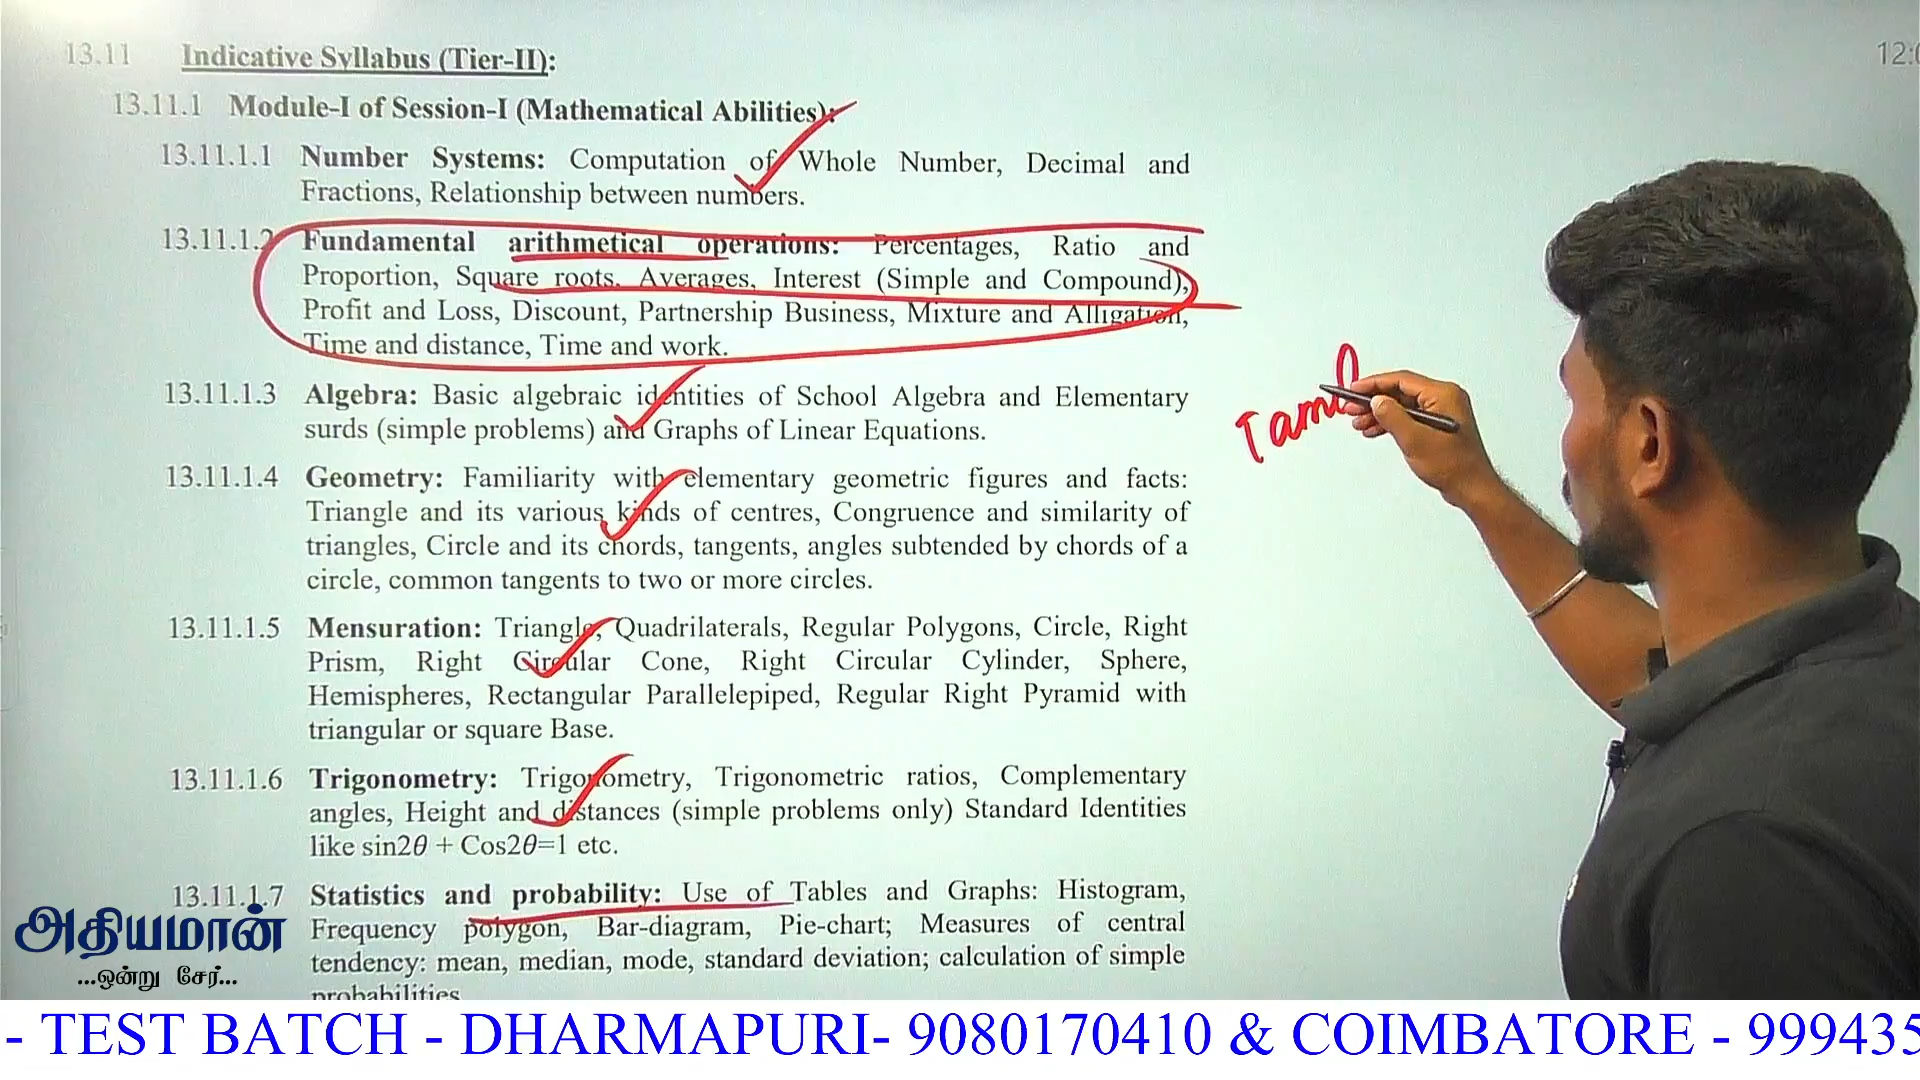 13.11 Indicative Syllabus (Tier-II):
12:0
13.11.1 Module-I of Session-I (Mathematical Abilities):
13.11.1.1 Number Systems: Computation of Whole Number, Decimal and
Fractions, Relationship between numbers.
13.11.1.2 Fundamental arithmetical operations: Percentages, Ratio and
Proportion, Square roots, Averages, Interest (Simple and Compound),
Profit and Loss, Discount, Partnership Business, Mixture and Alligation,
Time and distance, Time and work.
13.11.1.3 Algebra: Basic algebraic identities of School Algebra and Elementary
surds (simple problems) and Graphs of Linear Equations.
Tamil
13.11.1.4 Geometry: Familiarity with elementary geometric figures and facts:
Triangle and its various kinds of centres, Congruence and similarity of
triangles, Circle and its chords, tangents, angles subtended by chords of a
circle, common tangents to two or more circles.
13.11.1.5 Mensuration: Triangle, Quadrilaterals, Regular Polygons, Circle, Right
Prism, Right Circular Cone, Right Circular Cylinder, Sphere,
Hemispheres, Rectangular Parallelepiped, Regular Right Pyramid with
triangular or square Base.
13.11.1.6 Trigonometry: Trigonometry, Trigonometric ratios, Complementary
angles, Height and distances (simple problems only) Standard Identities
like sin2θ + Cos2θ=1 etc.
13.11.1.7 Statistics and probability: Use of Tables and Graphs: Histogram,
Frequency polygon, Bar-diagram, Pie-chart; Measures of central
tendency: mean, median, mode, standard deviation; calculation of simple
probabilities
அதியமான்
...ஒன்று சேர்...
- TEST BATCH - DHARMAPURI- 9080170410 & COIMBATORE - 999435